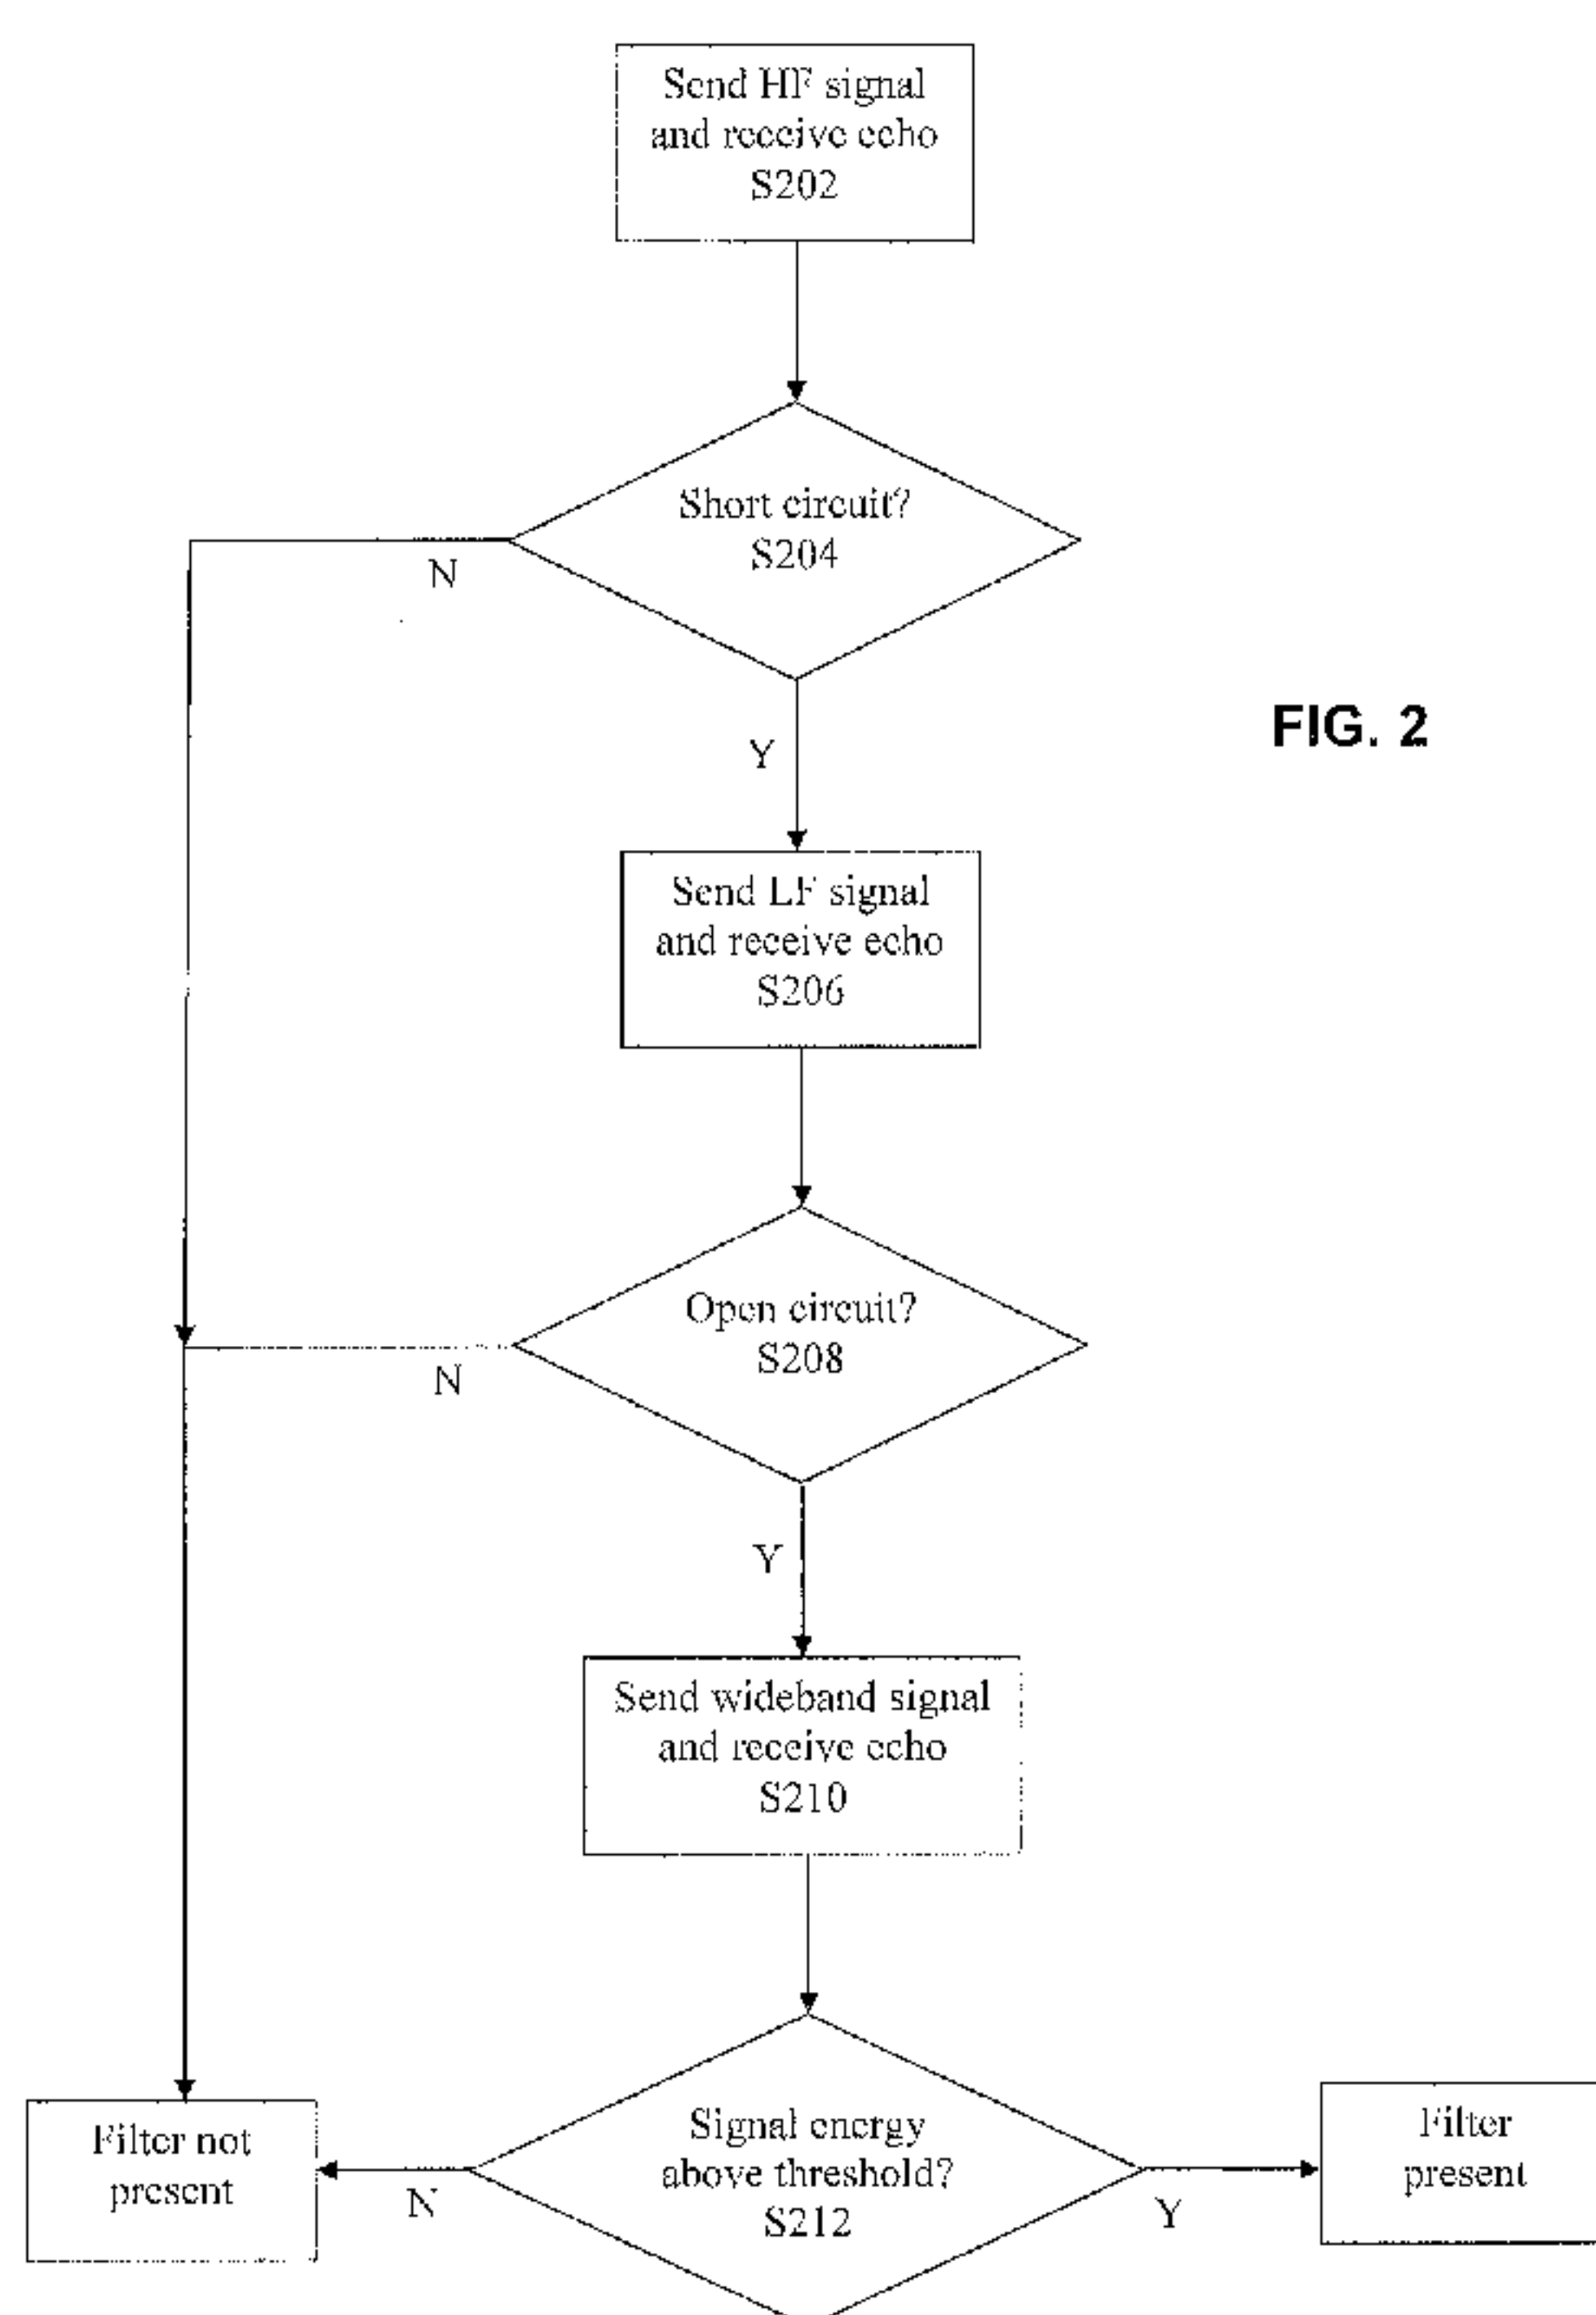 Send HF signal
and receive echo
S202
Short circuit?
S204
N
FIG. 2
Y
Send LF signal
and receive echo
S206
Open circuit?
S208
N
Y
Send wideband signal
and receive echo
S210
Signal energy
above threshold?
S212
Filter not
present
N
Y
Filter
present